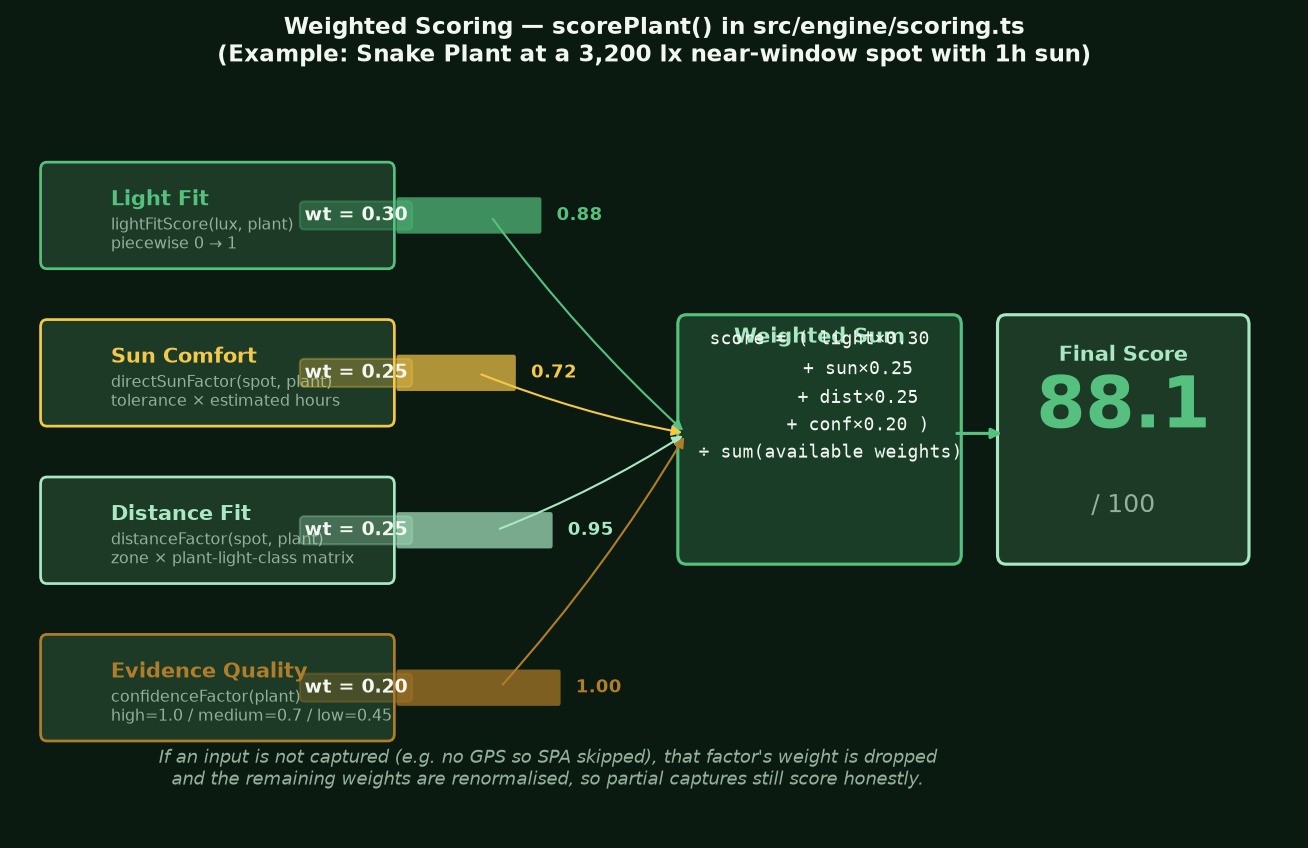 Weighted Scoring — scorePlant() in src/engine/scoring.ts
(Example: Snake Plant at a 3,200 lx near-window spot with 1h sun)
Light Fit
lightFitScore(lux, plant)
piecewise 0 → 1
wt = 0.30
0.88
Sun Comfort
directSunFactor(spot, plant)
tolerance × estimated hours
wt = 0.25
0.72
Distance Fit
distanceFactor(spot, plant)
zone × plant-light-class matrix
wt = 0.25
0.95
Evidence Quality
confidenceFactor(plant)
high=1.0 / medium=0.7 / low=0.45
wt = 0.20
1.00
Weighted Sum
score = ( light×0.30
+ sun×0.25
+ dist×0.25
+ conf×0.20 )
÷ sum(available weights)
Final Score
88.1
/ 100
If an input is not captured (e.g. no GPS so SPA skipped), that factor's weight is dropped
and the remaining weights are renormalised, so partial captures still score honestly.